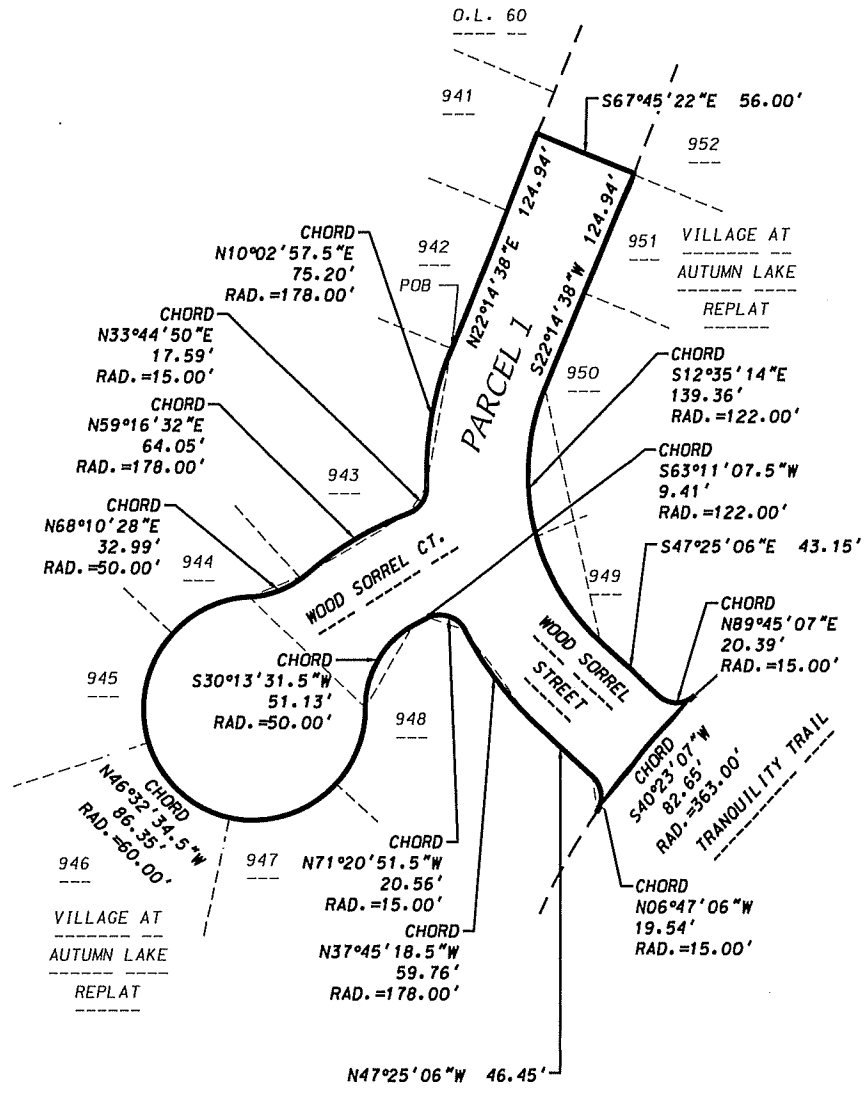 O.L. 60
941
S67°45'22"E 56.00'
952
N22°14'38"E 124.94'
S22°14'38"W 124.94'
951
VILLAGE AT
AUTUMN LAKE
REPLAT
CHORD
N10°02'57.5"E
75.20'
RAD.=178.00'
942
POB
PARCEL 1
CHORD
N33°44'50"E
17.59'
RAD.=15.00'
950
CHORD
S12°35'14"E
139.36'
RAD.=122.00'
CHORD
N59°16'32"E
64.05'
RAD.=178.00'
943
CHORD
S63°11'07.5"W
9.41'
RAD.=122.00'
CHORD
N68°10'28"E
32.99'
RAD.=50.00'
944
WOOD SORREL CT.
S47°25'06"E 43.15'
949
WOOD SORREL
STREET
CHORD
N89°45'07"E
20.39'
RAD.=15.00'
945
CHORD
S30°13'31.5"W
51.13'
RAD.=50.00'
948
CHORD
S40°23'07"W
82.65'
RAD.=363.00'
TRANQUILITY TRAIL
CHORD
N46°32'34.5"W
86.35'
RAD.=60.00'
946
947
CHORD
N71°20'51.5"W
20.56'
RAD.=15.00'
CHORD
N06°47'06"W
19.54'
RAD.=15.00'
VILLAGE AT
AUTUMN LAKE
REPLAT
CHORD
N37°45'18.5"W
59.76'
RAD.=178.00'
N47°25'06"W 46.45'